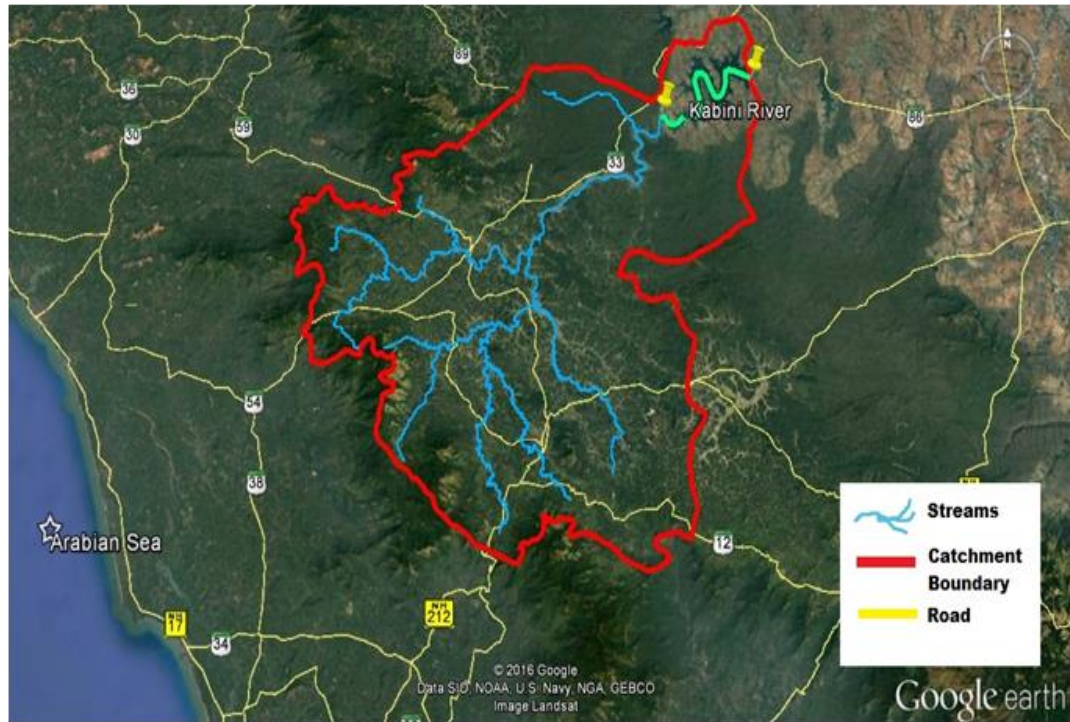 89
36
30
59
N
Kabini River
86
33
54
38
Arabian Sea
NH
17
34
NH
212
12
Streams
Catchment
Boundary
Road
© 2016 Google
Data SIO, NOAA, U.S. Navy, NGA, GEBCO
Image Landsat
Google earth